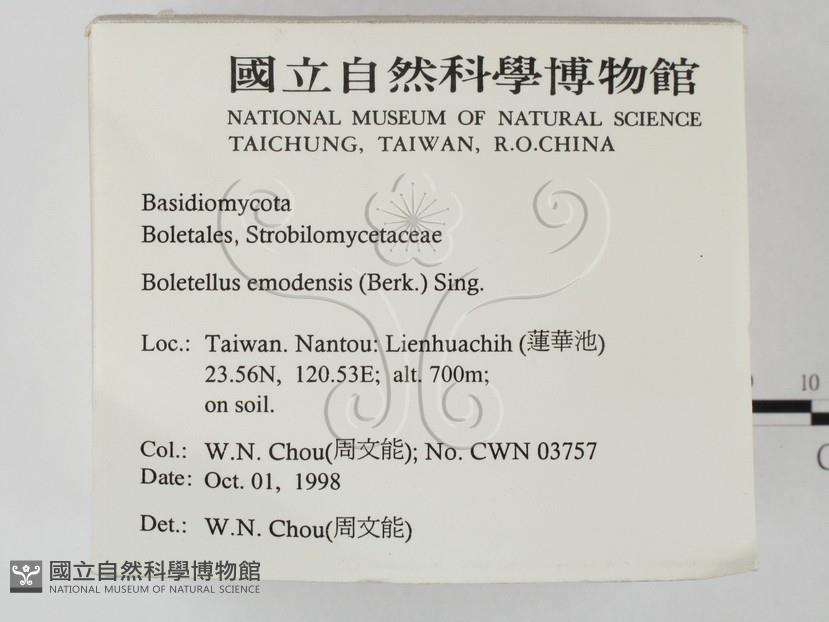 國立自然科學博物館
NATIONAL MUSEUM OF NATURAL SCIENCE
TAICHUNG, TAIWAN, R.O.CHINA
Basidiomycota
Boletales, Strobilomycetaceae
Boletellus emodensis (Berk.) Sing.
Loc.: Taiwan. Nantou: Lienhuachih (蓮華池)
23.56N, 120.53E; alt. 700m;
on soil.
Col.: W.N. Chou(周文能); No. CWN 03757
Date: Oct. 01, 1998
Det.: W.N. Chou(周文能)
10
國立自然科學博物館
NATIONAL MUSEUM OF NATURAL SCIENCE